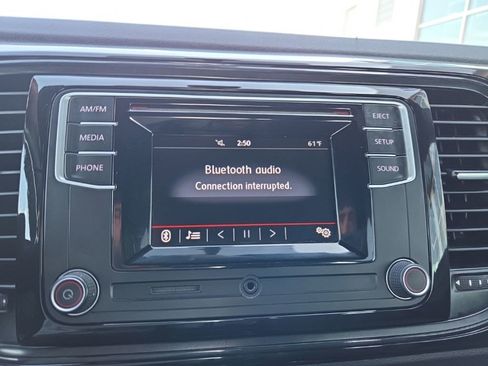 AM/FM
MEDIA
PHONE
2:50
61°F
Bluetooth audio
Connection interrupted.
EJECT
SETUP
SOUND